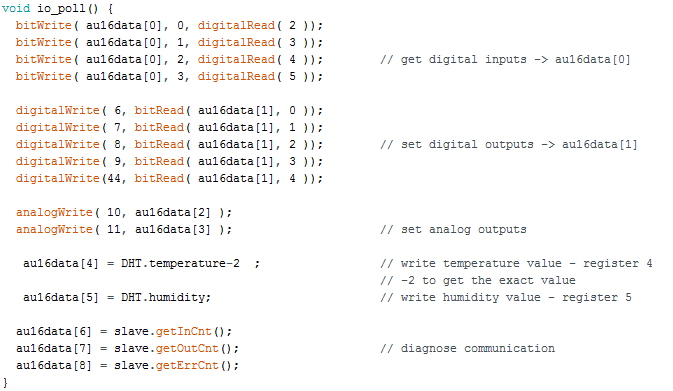 void io_poll() {
bitWrite( au16data[0], 0, digitalRead( 2 ));
bitWrite( au16data[0], 1, digitalRead( 3 ));
bitWrite( au16data[0], 2, digitalRead( 4 )); // get digital inputs -> au16data[0]
bitWrite( au16data[0], 3, digitalRead( 5 ));
digitalWrite( 6, bitRead( au16data[1], 0 ));
digitalWrite( 7, bitRead( au16data[1], 1 ));
digitalWrite( 8, bitRead( au16data[1], 2 )); // set digital outputs -> au16data[1]
digitalWrite( 9, bitRead( au16data[1], 3 ));
digitalWrite(44, bitRead( au16data[1], 4 ));
analogWrite( 10, au16data[2] );
analogWrite( 11, au16data[3] ); // set analog outputs
au16data[4] = DHT.temperature-2 ; // write temperature value - register 4
// -2 to get the exact value
au16data[5] = DHT.humidity; // write humidity value - register 5
au16data[6] = slave.getInCnt();
au16data[7] = slave.getOutCnt(); // diagnose communication
au16data[8] = slave.getErrCnt();
}